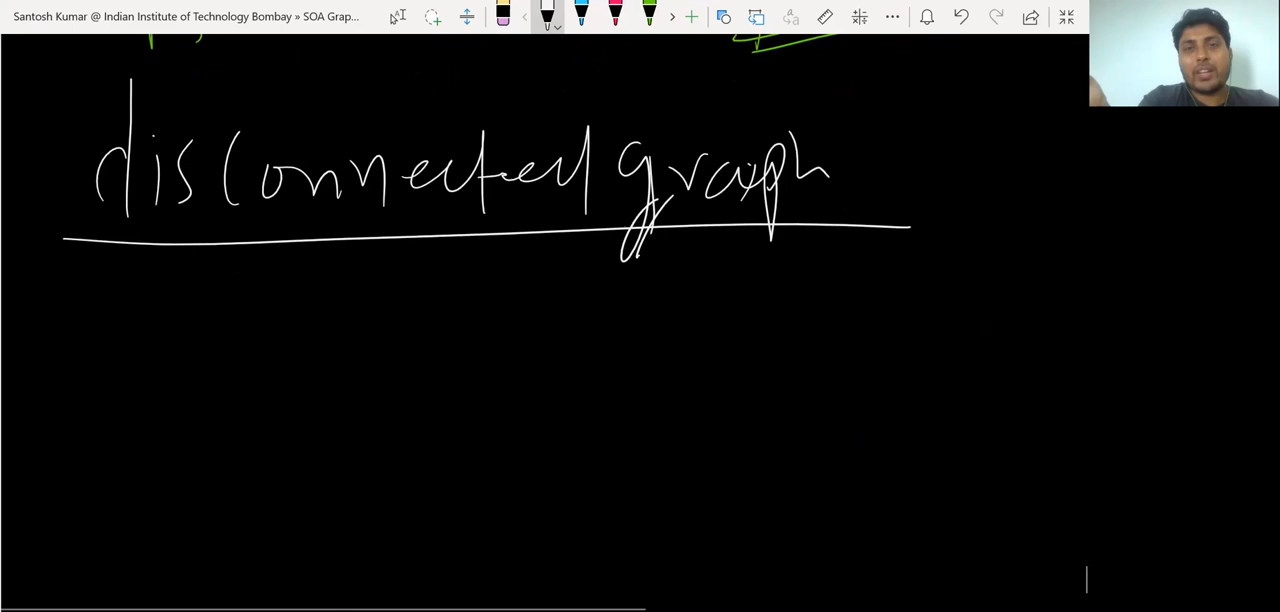 Santosh Kumar @ Indian Institute of Technology Bombay » SOA Grap...
disconnected graph